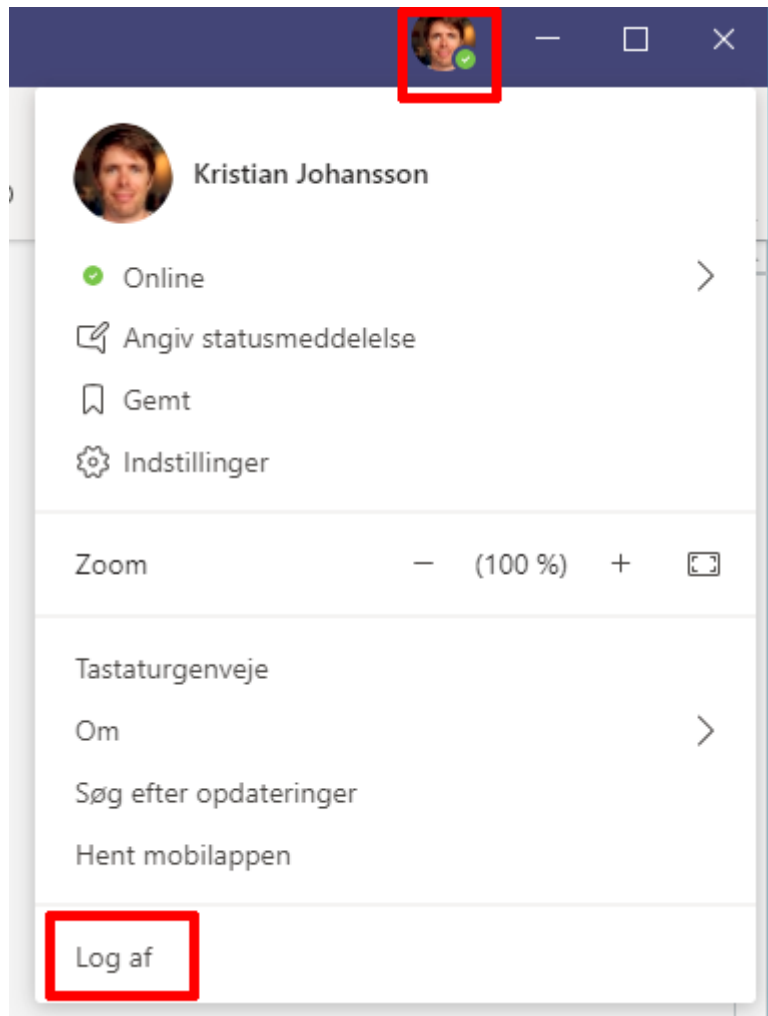 Kristian Johansson
Online
Angiv statusmeddelelse
Gemt
Indstillinger
Zoom — (100 %) +
Tastaturgenveje
Om
Søg efter opdateringer
Hent mobilappen
Log af